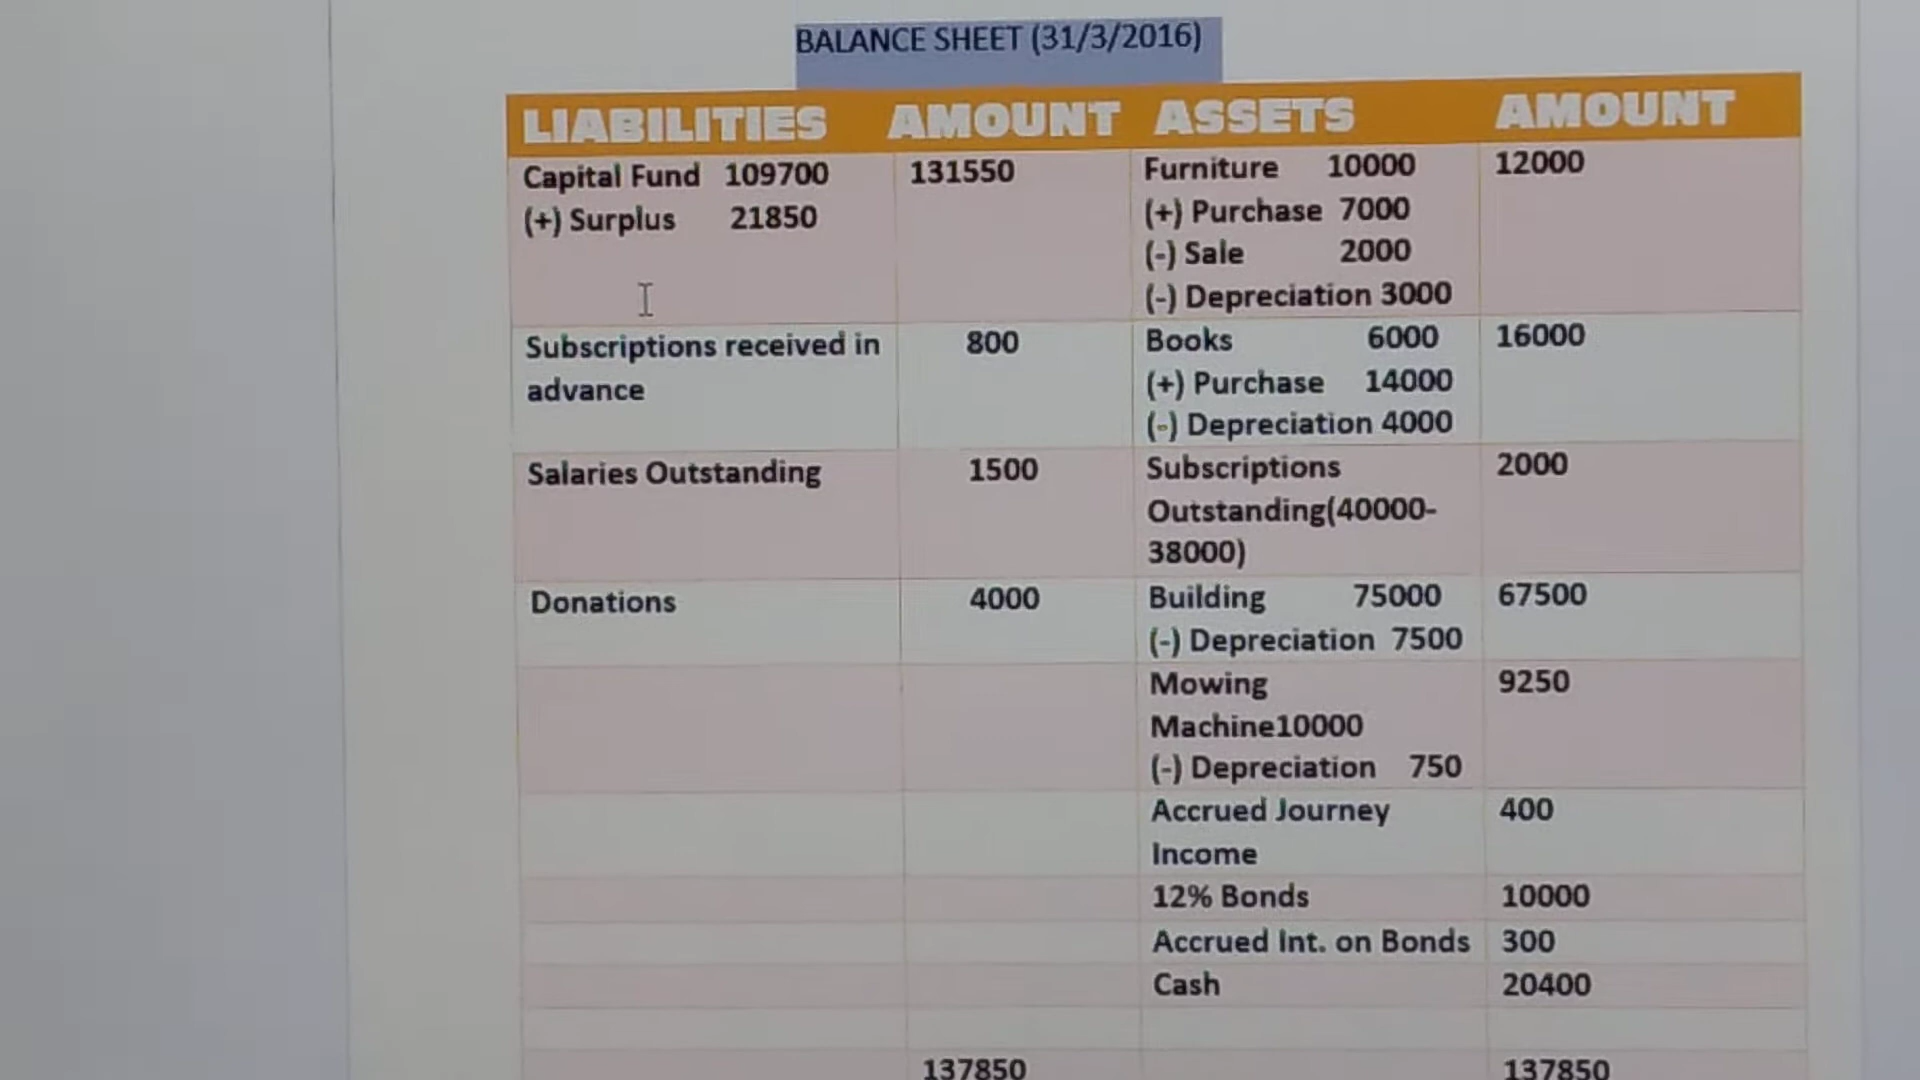 BALANCE SHEET (31/3/2016)
LIABILITIES AMOUNT ASSETS AMOUNT
Capital Fund 109700 131550 Furniture 10000 12000
(+) Surplus 21850 (+) Purchase 7000
(-) Sale 2000
(-) Depreciation 3000
Subscriptions received in 800 Books 6000 16000
advance (+) Purchase 14000
(-) Depreciation 4000
Salaries Outstanding 1500 Subscriptions 2000
Outstanding(40000-
38000)
Donations 4000 Building 75000 67500
(-) Depreciation 7500
Mowing 9250
Machine10000
(-) Depreciation 750
Accrued Journey 400
Income
12% Bonds 10000
Accrued Int. on Bonds 300
Cash 20400
137850 137850